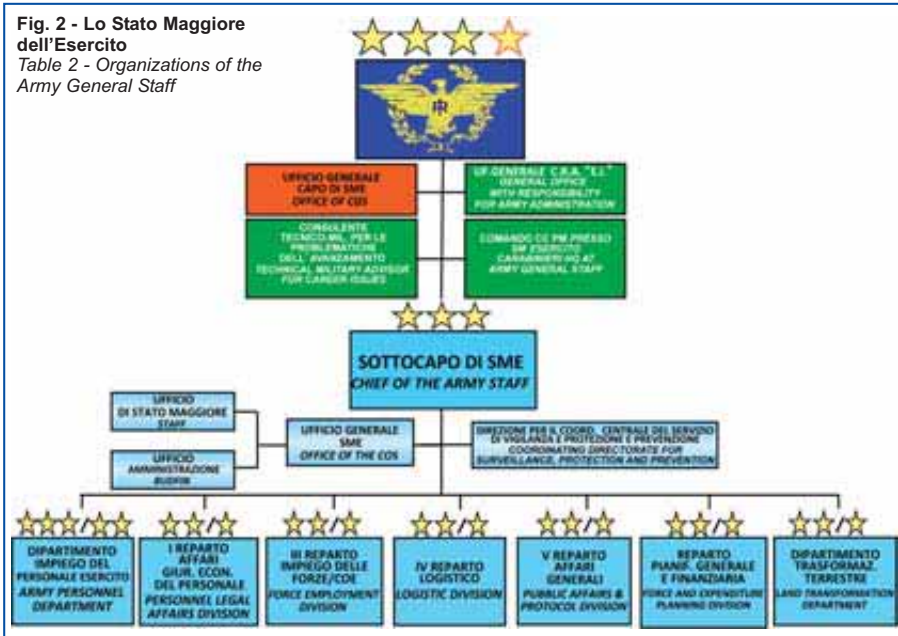 Fig. 2 - Lo Stato Maggiore
dell'Esercito
Table 2 - Organizations of the
Army General Staff
UFFICIO GENERALE
CAPO DI SME
OFFICE OF COS
UF.GENERALE C.R.A. "E.I."
GENERAL OFFICE
WITH RESPONSIBILITY
FOR ARMY ADMINISTRATION
CONSULENTE
TECNICO-MIL. PER LE
PROBLEMATICHE
DELL' AVANZAMENTO
TECHNICAL MILITARY ADVISOR
FOR CAREER ISSUES
COMANDO CC PM PRESSO
SM ESERCITO
CARABINIERI HQ AT
ARMY GENERAL STAFF
SOTTOCAPO DI SME
CHIEF OF THE ARMY STAFF
UFFICIO
DI STATO MAGGIORE
STAFF
UFFICIO
AMMINISTRAZIONE
BUDFIN
UFFICIO GENERALE
SME
OFFICE OF THE COS
DIREZIONE PER IL COORD. CENTRALE DEL SERVIZIO
DI VIGILANZA E PROTEZIONE E PREVENZIONE
COORDINATING DIRECTORATE FOR
SURVEILLANCE, PROTECTION AND PREVENTION
DIPARTIMENTO
IMPIEGO DEL
PERSONALE ESERCITO
ARMY PERSONNEL
DEPARTMENT
I REPARTO
AFFARI
GIUR. ECON.
DEL PERSONALE
PERSONNEL LEGAL
AFFAIRS DIVISION
III REPARTO
IMPIEGO DELLE
FORZE/COE
FORCE EMPLOYMENT
DIVISION
IV REPARTO
LOGISTICO
LOGISTIC DIVISION
V REPARTO
AFFARI
GENERALI
PUBBLIC AFFAIRS &
PROTOCOL DIVISION
REPARTO
PIANIF. GENERALE
E FINANZIARIA
FORCE AND EXPENDITURE
PLANNING DIVISION
DIPARTIMENTO
TRASFORMAZ.
TERRESTRE
LAND TRANSFORMATION
DEPARTMENT